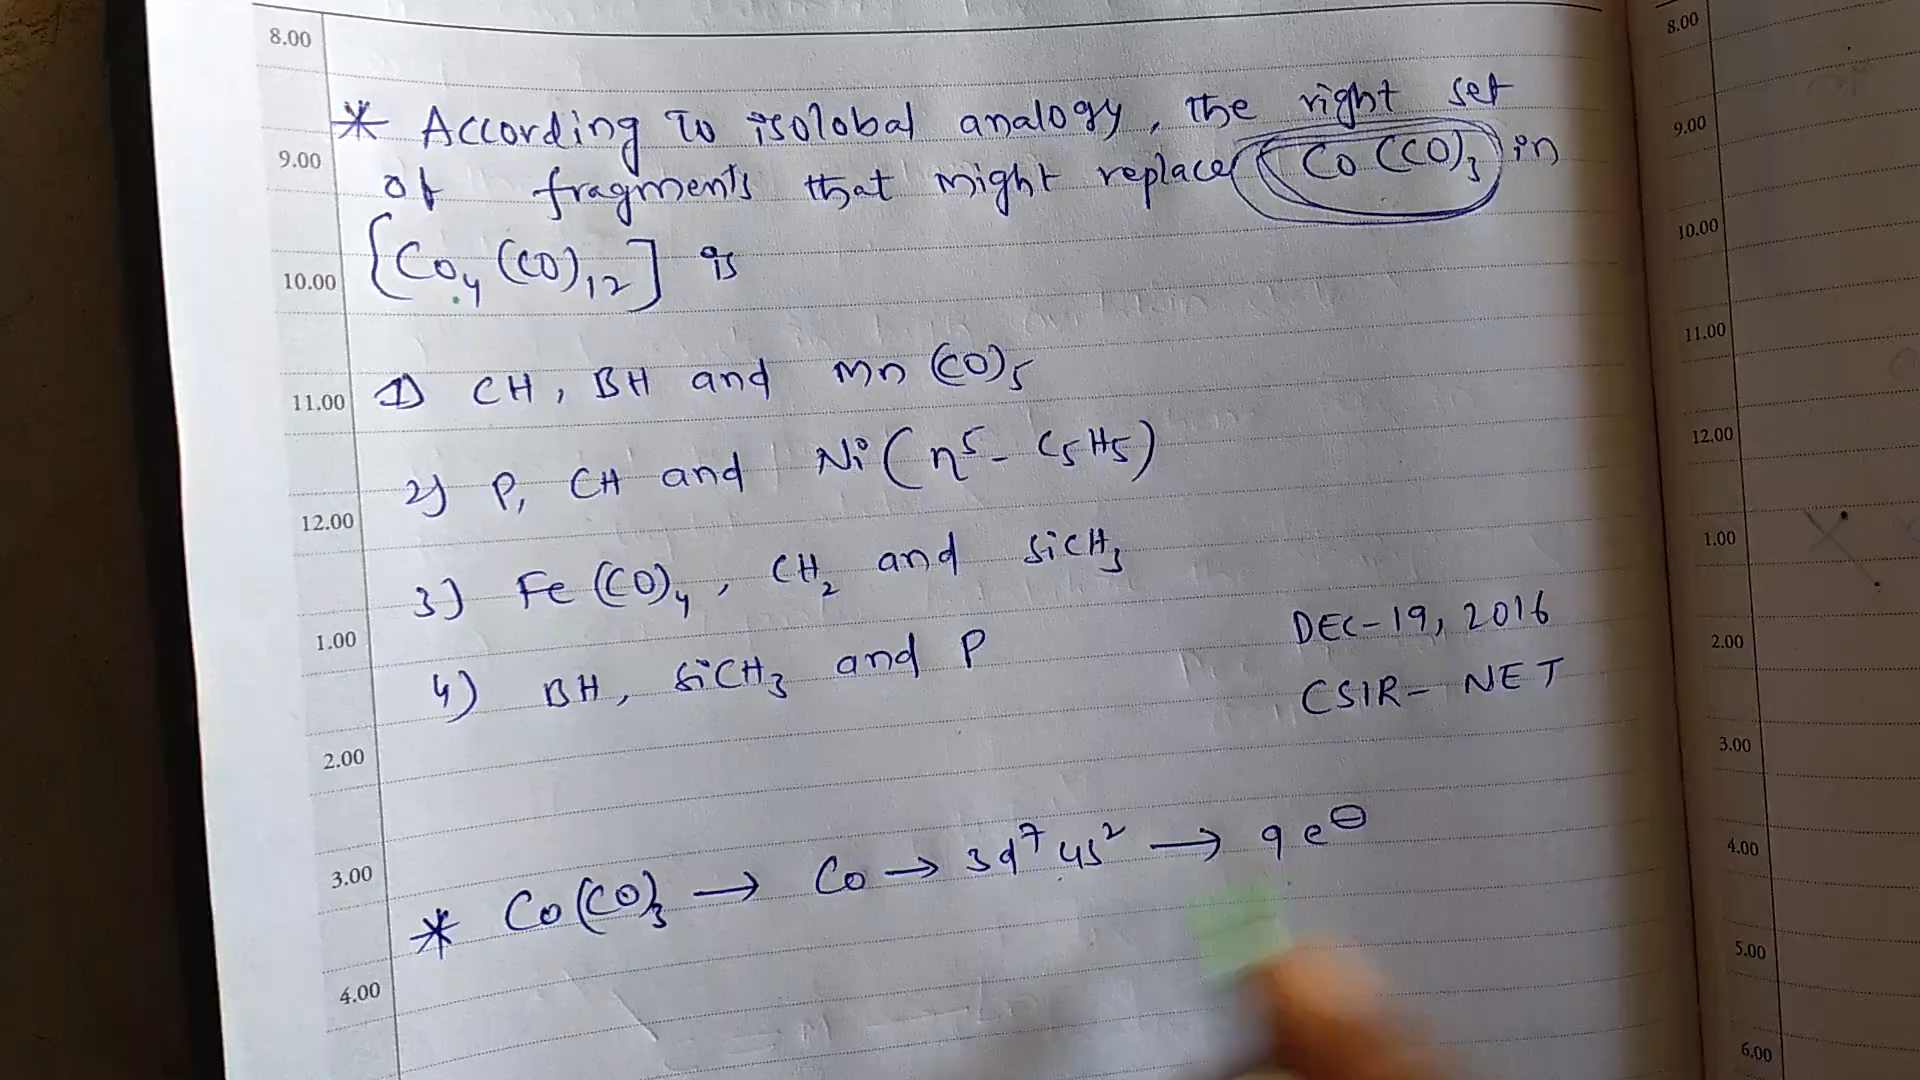 8.00
* According to isolobal analogy, the right set
9.00
of fragments that might replace Co(CO)₃ in
[Co₄(CO)₁₂] is
10.00
1) CH, BH and Mn(CO)₅
11.00
2) P, CH and Ni(η⁵-C₅H₅)
12.00
3) Fe(CO)₄, CH₂ and SiCH₃
1.00
4) BH, SiCH₃ and P
DEC-19, 2016
CSIR-NET
2.00
3.00
* Co(CO)₃ → Co → 3d⁷4s² → 9e⊖
4.00
8.00
9.00
10.00
11.00
12.00
1.00
2.00
3.00
4.00
5.00
6.00